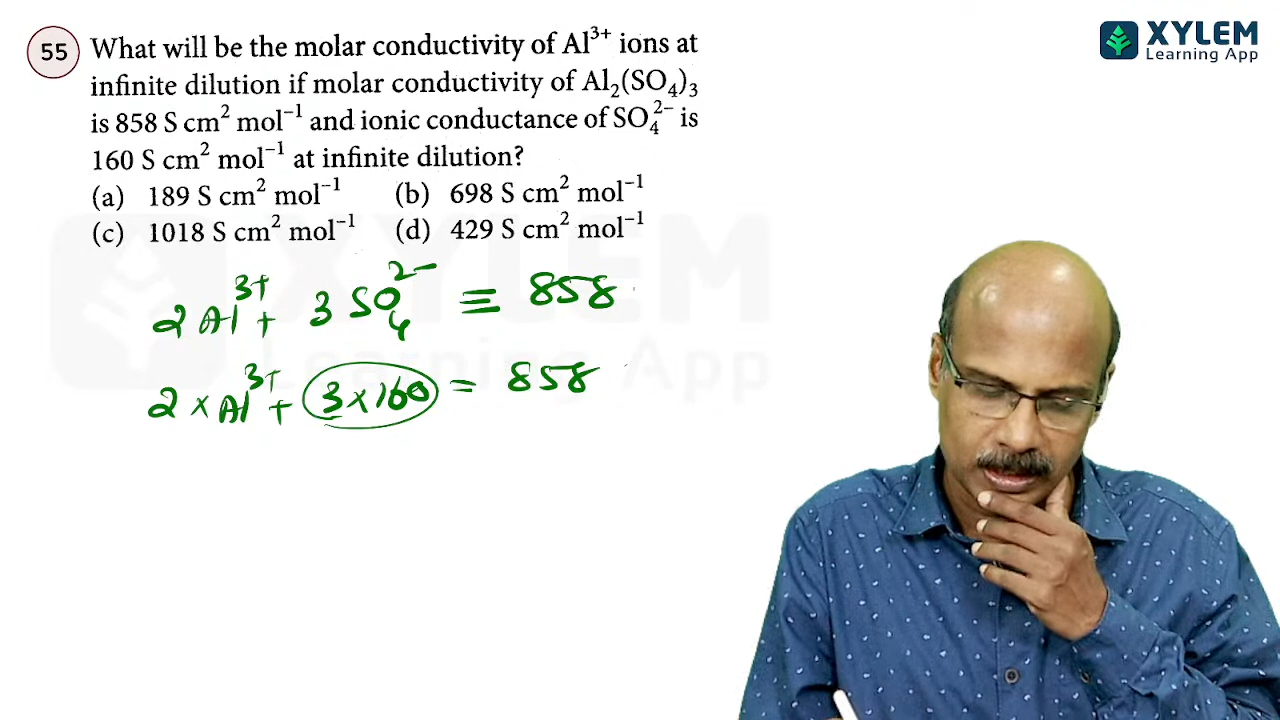 XYLEM
Learning App
55 What will be the molar conductivity of Al³⁺ ions at
infinite dilution if molar conductivity of Al₂(SO₄)₃
is 858 S cm² mol⁻¹ and ionic conductance of SO₄²⁻ is
160 S cm² mol⁻¹ at infinite dilution?
(a) 189 S cm² mol⁻¹ (b) 698 S cm² mol⁻¹
(c) 1018 S cm² mol⁻¹ (d) 429 S cm² mol⁻¹
2Al³⁺ + 3SO₄²⁻ ≡ 858
2 × Al³⁺ + 3×160 = 858
XYLEM
Learning App